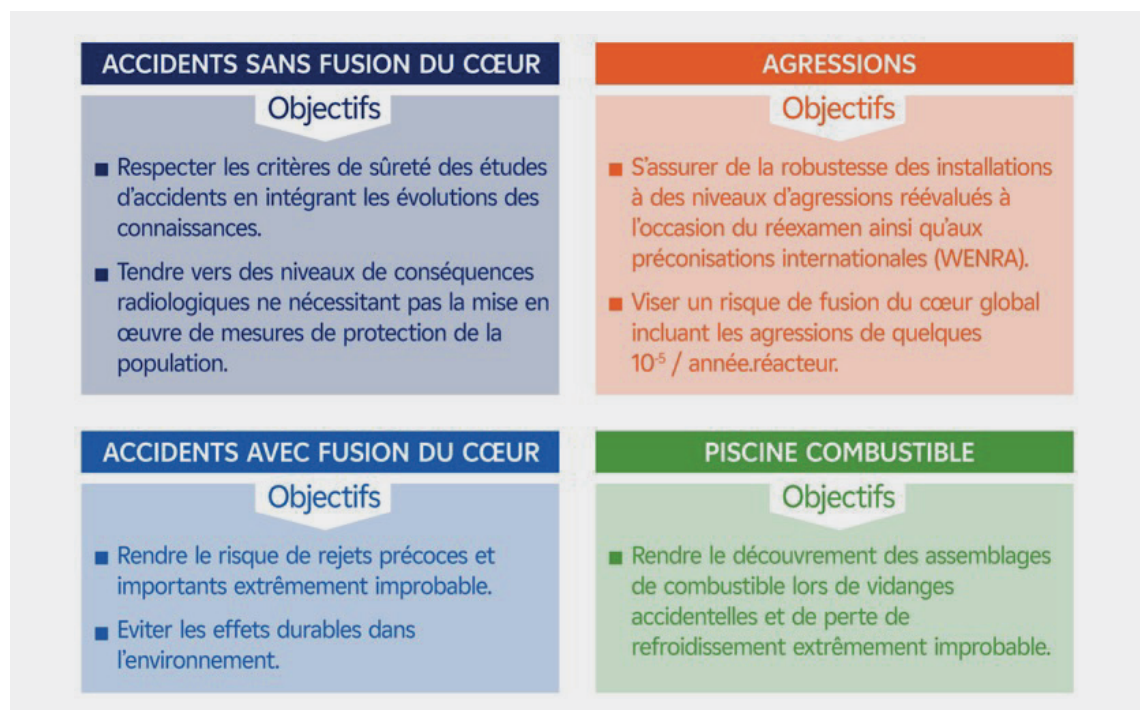 ACCIDENTS SANS FUSION DU CŒUR
Objectifs
■ Respecter les critères de sûreté des études
d'accidents en intégrant les évolutions des
connaissances.
■ Tendre vers des niveaux de conséquences
radiologiques ne nécessitant pas la mise en
œuvre de mesures de protection de la
population.
AGRESSIONS
Objectifs
■ S'assurer de la robustesse des installations
à des niveaux d'agressions réévalués à
l'occasion du réexamen ainsi qu'aux
préconisations internationales (WENRA).
■ Viser un risque de fusion du cœur global
incluant les agressions de quelques
10⁻⁵ / année.réacteur.
ACCIDENTS AVEC FUSION DU CŒUR
Objectifs
■ Rendre le risque de rejets précoces et
importants extrêmement improbable.
■ Eviter les effets durables dans
l'environnement.
PISCINE COMBUSTIBLE
Objectifs
■ Rendre le découvrement des assemblages
de combustible lors de vidanges
accidentelles et de perte de
refroidissement extrêmement improbable.